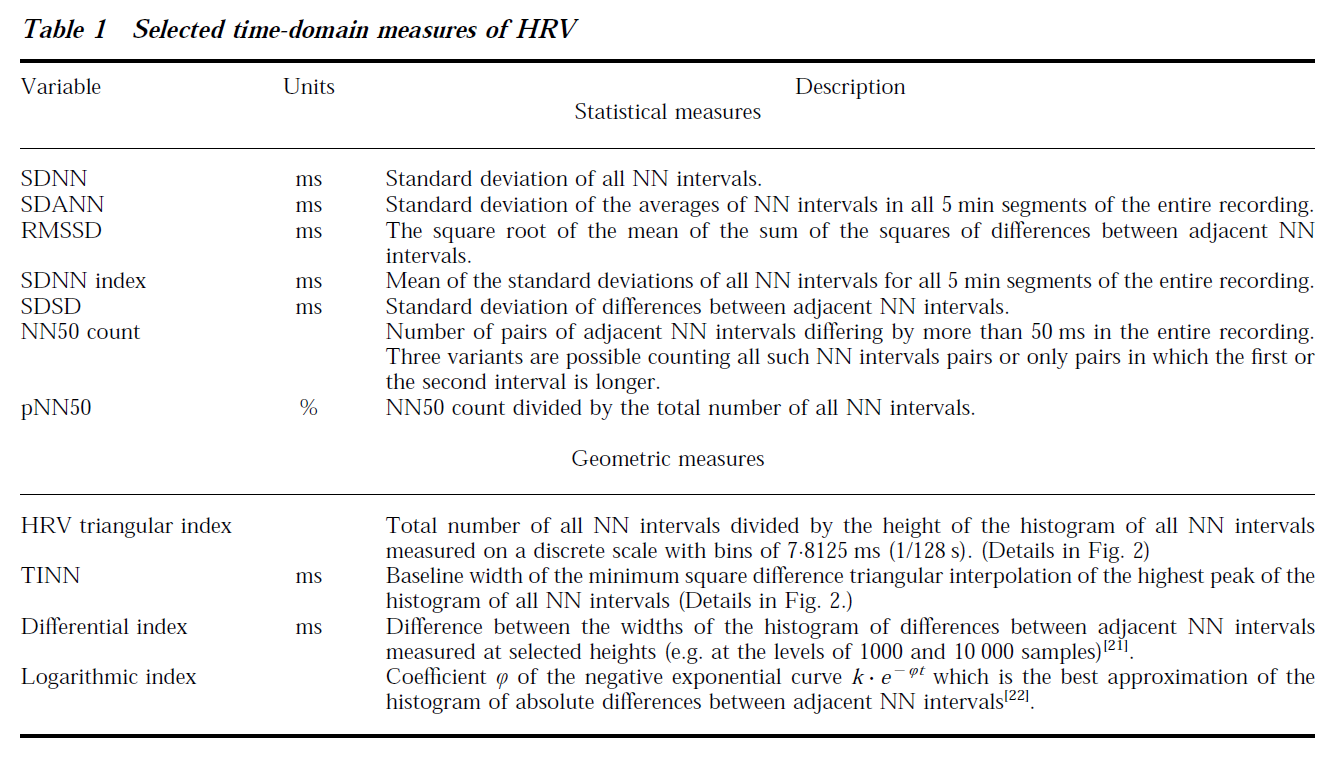 Table 1 Selected time-domain measures of HRV
Variable Units Description
Statistical measures
SDNN ms Standard deviation of all NN intervals.
SDANN ms Standard deviation of the averages of NN intervals in all 5 min segments of the entire recording.
RMSSD ms The square root of the mean of the sum of the squares of differences between adjacent NN
intervals.
SDNN index ms Mean of the standard deviations of all NN intervals for all 5 min segments of the entire recording.
SDSD ms Standard deviation of differences between adjacent NN intervals.
NN50 count Number of pairs of adjacent NN intervals differing by more than 50 ms in the entire recording.
Three variants are possible counting all such NN intervals pairs or only pairs in which the first or
the second interval is longer.
pNN50 % NN50 count divided by the total number of all NN intervals.
Geometric measures
HRV triangular index Total number of all NN intervals divided by the height of the histogram of all NN intervals
measured on a discrete scale with bins of 7·8125 ms (1/128 s). (Details in Fig. 2)
TINN ms Baseline width of the minimum square difference triangular interpolation of the highest peak of the
histogram of all NN intervals (Details in Fig. 2.)
Differential index ms Difference between the widths of the histogram of differences between adjacent NN intervals
measured at selected heights (e.g. at the levels of 1000 and 10 000 samples)[21].
Logarithmic index Coefficient φ of the negative exponential curve k · e^−φt which is the best approximation of the
histogram of absolute differences between adjacent NN intervals[22].